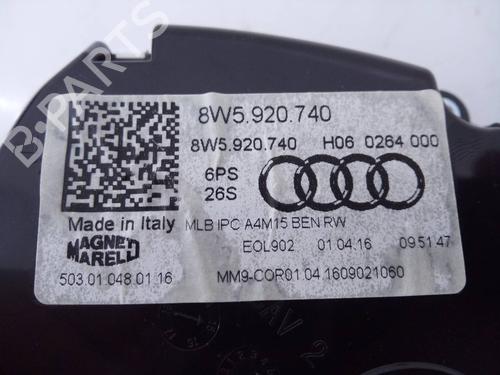 8W5.920.740
8W5.920.740 H06 0264 000
6PS
26S
Made in Italy
MLB IPC A4M15 BEN RW
MAGNETI
MARELLI
EOL902 01 04 16 09 51 47
503.01.048.01.16
MM9-COR01.04.1609021060
AV 2
B-PARTS